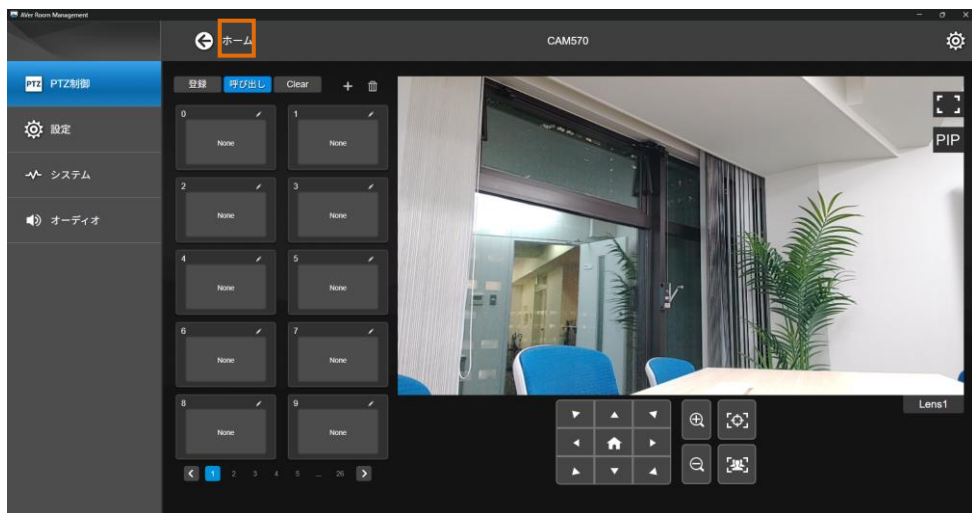 AVer Room Management
ホーム
CAM570
PTZ PTZ制御
設定
システム
オーディオ
登録 呼び出し Clear
0 1
None None
2 3
None None
4 5
None None
6 7
None None
8 9
None None
1 2 3 4 5 ... 26
PIP
Lens1